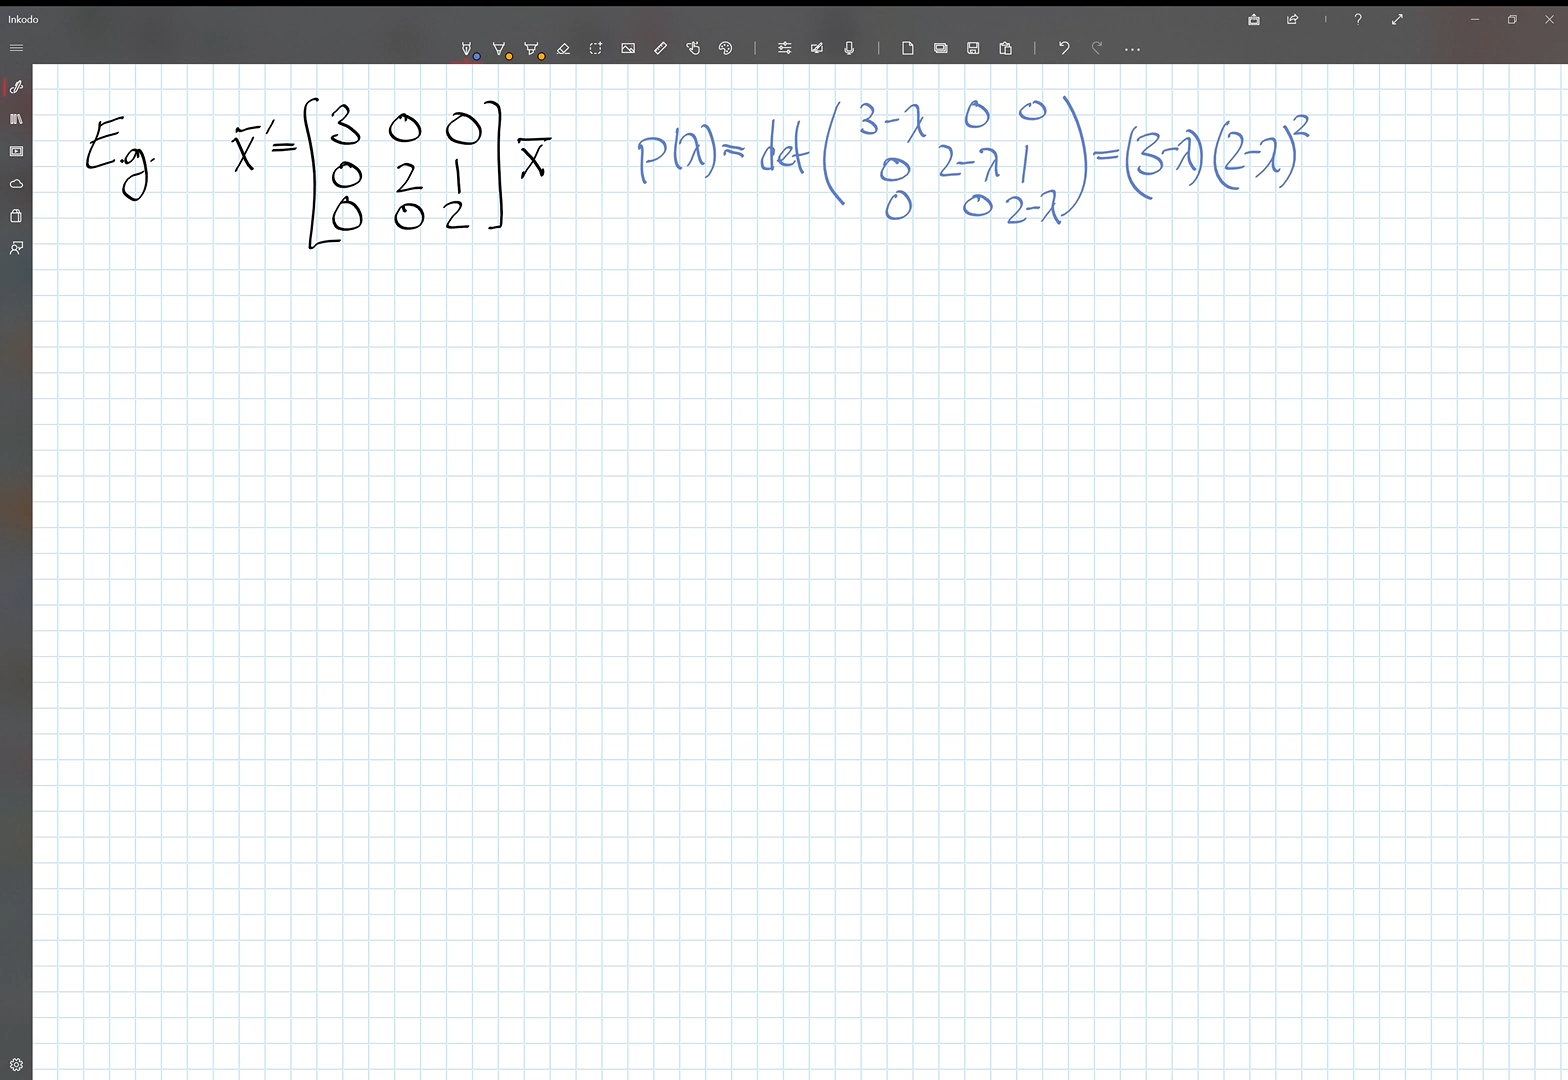 Inkodo
E.g. x̄' = [3 0 0; 0 2 1; 0 0 2] x̄
p(λ) = det (3-λ 0 0; 0 2-λ 1; 0 0 2-λ) = (3-λ)(2-λ)²